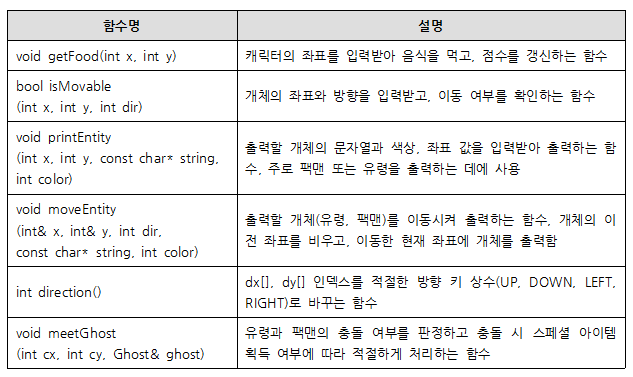 함수명 설명
void getFood(int x, int y) 캐릭터의 좌표를 입력받아 음식을 먹고, 점수를 갱신하는 함수
bool isMovable
(int x, int y, int dir)
개체의 좌표와 방향을 입력받고, 이동 여부를 확인하는 함수
void printEntity
(int x, int y, const char* string,
int color)
출력할 개체의 문자열과 색상, 좌표 값을 입력받아 출력하는 함
수, 주로 팩맨 또는 유령을 출력하는 데에 사용
void moveEntity
(int& x, int& y, int dir,
const char* string, int color)
출력할 개체(유령, 팩맨)를 이동시켜 출력하는 함수, 개체의 이
전 좌표를 비우고, 이동한 현재 좌표에 개체를 출력함
int direction()
dx[], dy[] 인덱스를 적절한 방향 키 상수(UP, DOWN, LEFT,
RIGHT)로 바꾸는 함수
void meetGhost
(int cx, int cy, Ghost& ghost)
유령과 팩맨의 충돌 여부를 판정하고 충돌 시 스페셜 아이템
획득 여부에 따라 적절하게 처리하는 함수